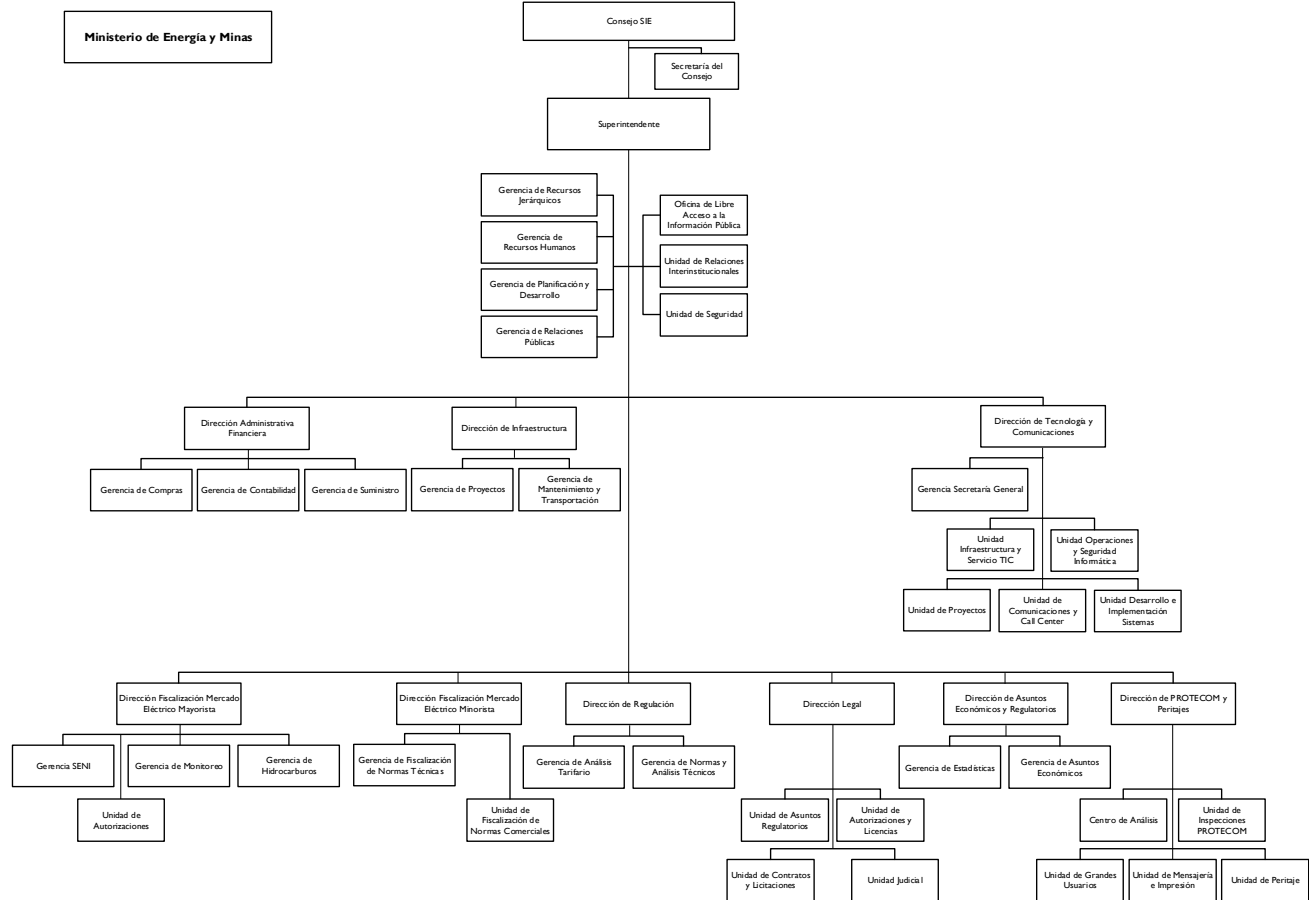 Consejo SIE
Ministerio de Energía y Minas
Secretaría del
Consejo
Superintendente
Gerencia de Recursos
Jerárquicos
Oficina de Libre
Acceso a la
Información Pública
Gerencia de
Recursos Humanos
Unidad de Relaciones
Interinstitucionales
Gerencia de Planificación y
Desarrollo
Unidad de Seguridad
Gerencia de Relaciones
Públicas
Dirección Administrativa
Financiera
Dirección de Infraestructura
Dirección de Tecnología y
Comunicaciones
Gerencia de Compras
Gerencia de Contabilidad
Gerencia de Suministro
Gerencia de Proyectos
Gerencia de
Mantenimiento y
Transportación
Gerencia Secretaría General
Unidad
Infraestructura y
Servicio TIC
Unidad Operaciones
y Seguridad
Informática
Unidad de Proyectos
Unidad de
Comunicaciones y
Call Center
Unidad Desarrollo e
Implementación
Sistemas
Dirección Fiscalización Mercado
Eléctrico Mayorista
Dirección Fiscalización Mercado
Eléctrico Minorista
Dirección de Regulación
Dirección Legal
Dirección de Asuntos
Económicos y Regulatorios
Dirección de PROTECOM y
Peritajes
Gerencia SENI
Gerencia de Monitoreo
Gerencia de
Hidrocarburos
Gerencia de Fiscalización
de Normas Técnicas
Gerencia de Análisis
Tarifario
Gerencia de Normas y
Análisis Técnicos
Gerencia de Estadísticas
Gerencia de Asuntos
Económicos
Unidad de
Autorizaciones
Unidad de
Fiscalización de
Normas Comerciales
Unidad de Asuntos
Regulatorios
Unidad de
Autorizaciones y
Licencias
Centro de Análisis
Unidad de
Inspecciones
PROTECOM
Unidad de Contratos
y Licitaciones
Unidad Judicial
Unidad de Grandes
Usuarios
Unidad de Mensajería
e Impresión
Unidad de Peritaje